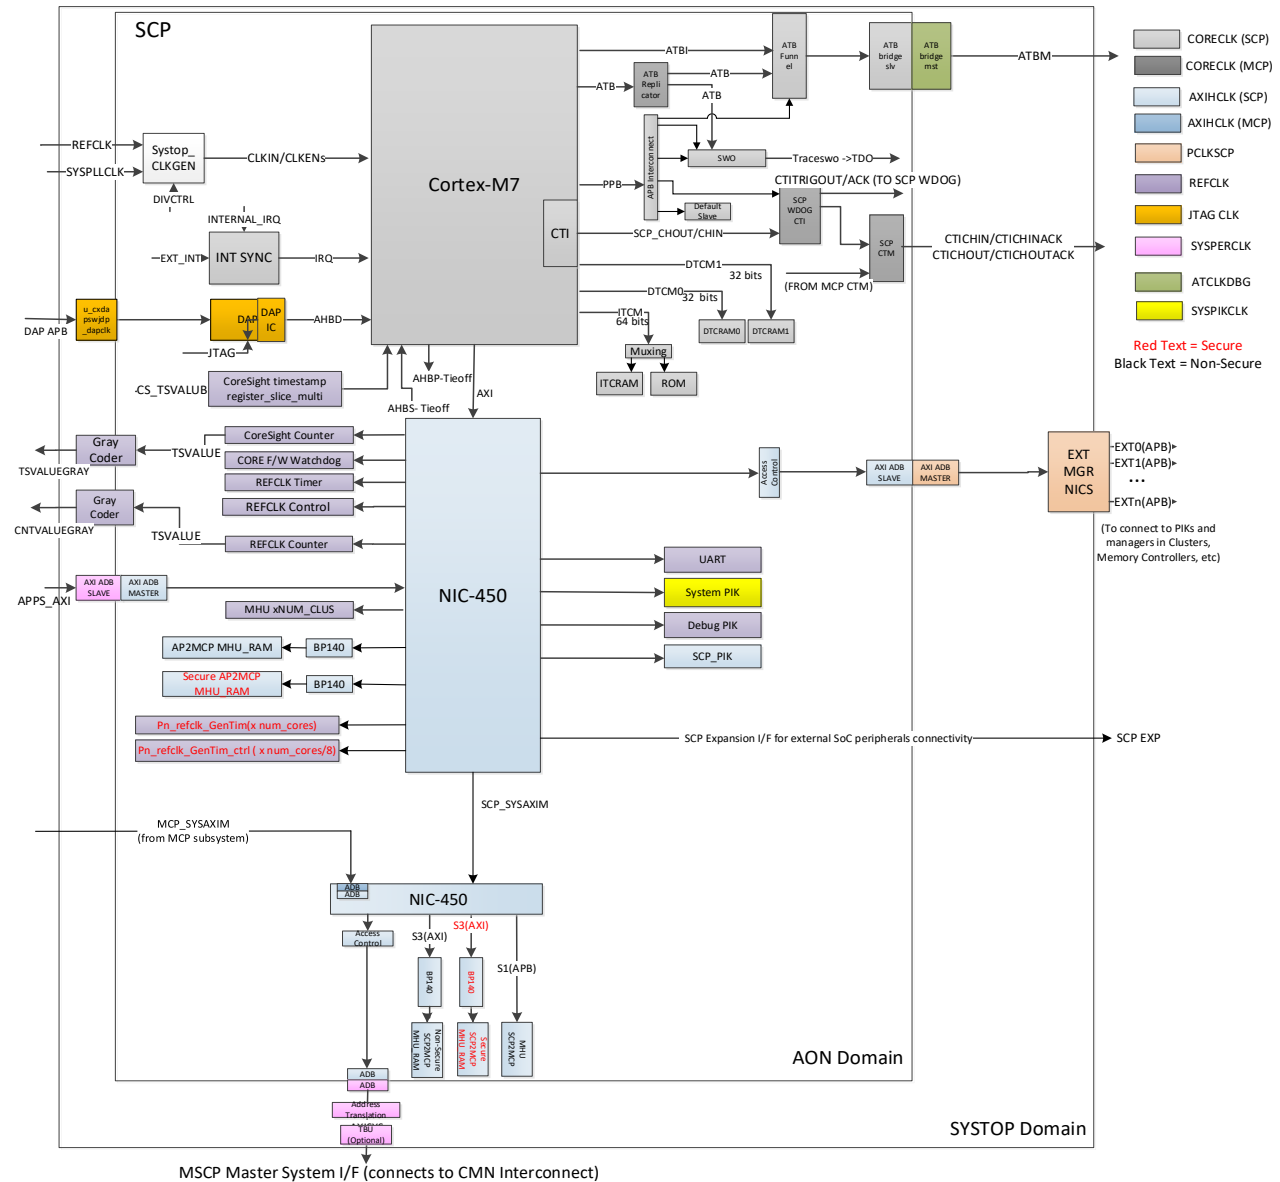 SCP
REFCLK
SYSPLLCLK
Systop_
CLKGEN
CLKIN/CLKENs
DIVCTRL
INTERNAL_IRQ
EXT_INT
INT SYNC
IRQ
DAP APB
u_cxda
pswjdp
_dapclk
DAP
DAP
IC
AHBD
JTAG
CS_TSVALUB
CoreSight timestamp
register_slice_multi
Cortex-M7
CTI
AHBP-Tieoff
AHBS- Tieoff
AXI
ATBI
ATB
ATB
Repli
cator
ATB
ATB
ATB
Funn
el
ATB
bridge
slv
ATB
bridge
mst
ATBM
PPB
APB Interconnect
SWO
Traceswo ->TDO
CTITRIGOUT/ACK (TO SCP WDOG)
Default
Slave
SCP
WDOG
CTI
SCP_CHOUT/CHIN
SCP
CTM
CTICHIN/CTICHINACK
CTICHOUT/CTICHOUTACK
(FROM MCP CTM)
DTCM1
32 bits
DTCM0
32 bits
ITCM
64 bits
DTCRAM0
DTCRAM1
Muxing
ITCRAM
ROM
CORECLK (SCP)
CORECLK (MCP)
AXIHCLK (SCP)
AXIHCLK (MCP)
PCLKSCP
REFCLK
JTAG CLK
SYSPERCLK
ATCLKDBG
SYSPIKCLK
Red Text = Secure
Black Text = Non-Secure
Gray
Coder
TSVALUEGRAY
TSVALUE
CoreSight Counter
CORE F/W Watchdog
REFCLK Timer
REFCLK Control
Gray
Coder
CNTVALUEGRAY
TSVALUE
REFCLK Counter
APPS_AXI
AXI ADB
SLAVE
AXI ADB
MASTER
MHU xNUM_CLUS
AP2MCP MHU_RAM
BP140
Secure AP2MCP
MHU_RAM
BP140
Pn_refclk_GenTim(x num_cores)
Pn_refclk_GenTim_ctrl ( x num_cores/8)
NIC-450
Access
Control
AXI ADB
SLAVE
AXI ADB
MASTER
EXT
MGR
NICS
EXT0(APB)
EXT1(APB)
...
EXTn(APB)
(To connect to PIKs and
managers in Clusters,
Memory Controllers, etc)
UART
System PIK
Debug PIK
SCP_PIK
SCP Expansion I/F for external SoC peripherals connectivity
SCP EXP
SCP_SYSAXIM
MCP_SYSAXIM
(from MCP subsystem)
ADB
ADB
NIC-450
Access
Control
S3(AXI)
S3(AXI)
S1(APB)
BP140
BP140
Non-Secure
SCP2MCP
MHU_RAM
Secure
SCP2MCP
MHU_RAM
MHU
SCP2MCP
AON Domain
ADB
ADB
Address
Translation
TBU
(Optional)
SYSTOP Domain
MSCP Master System I/F (connects to CMN Interconnect)